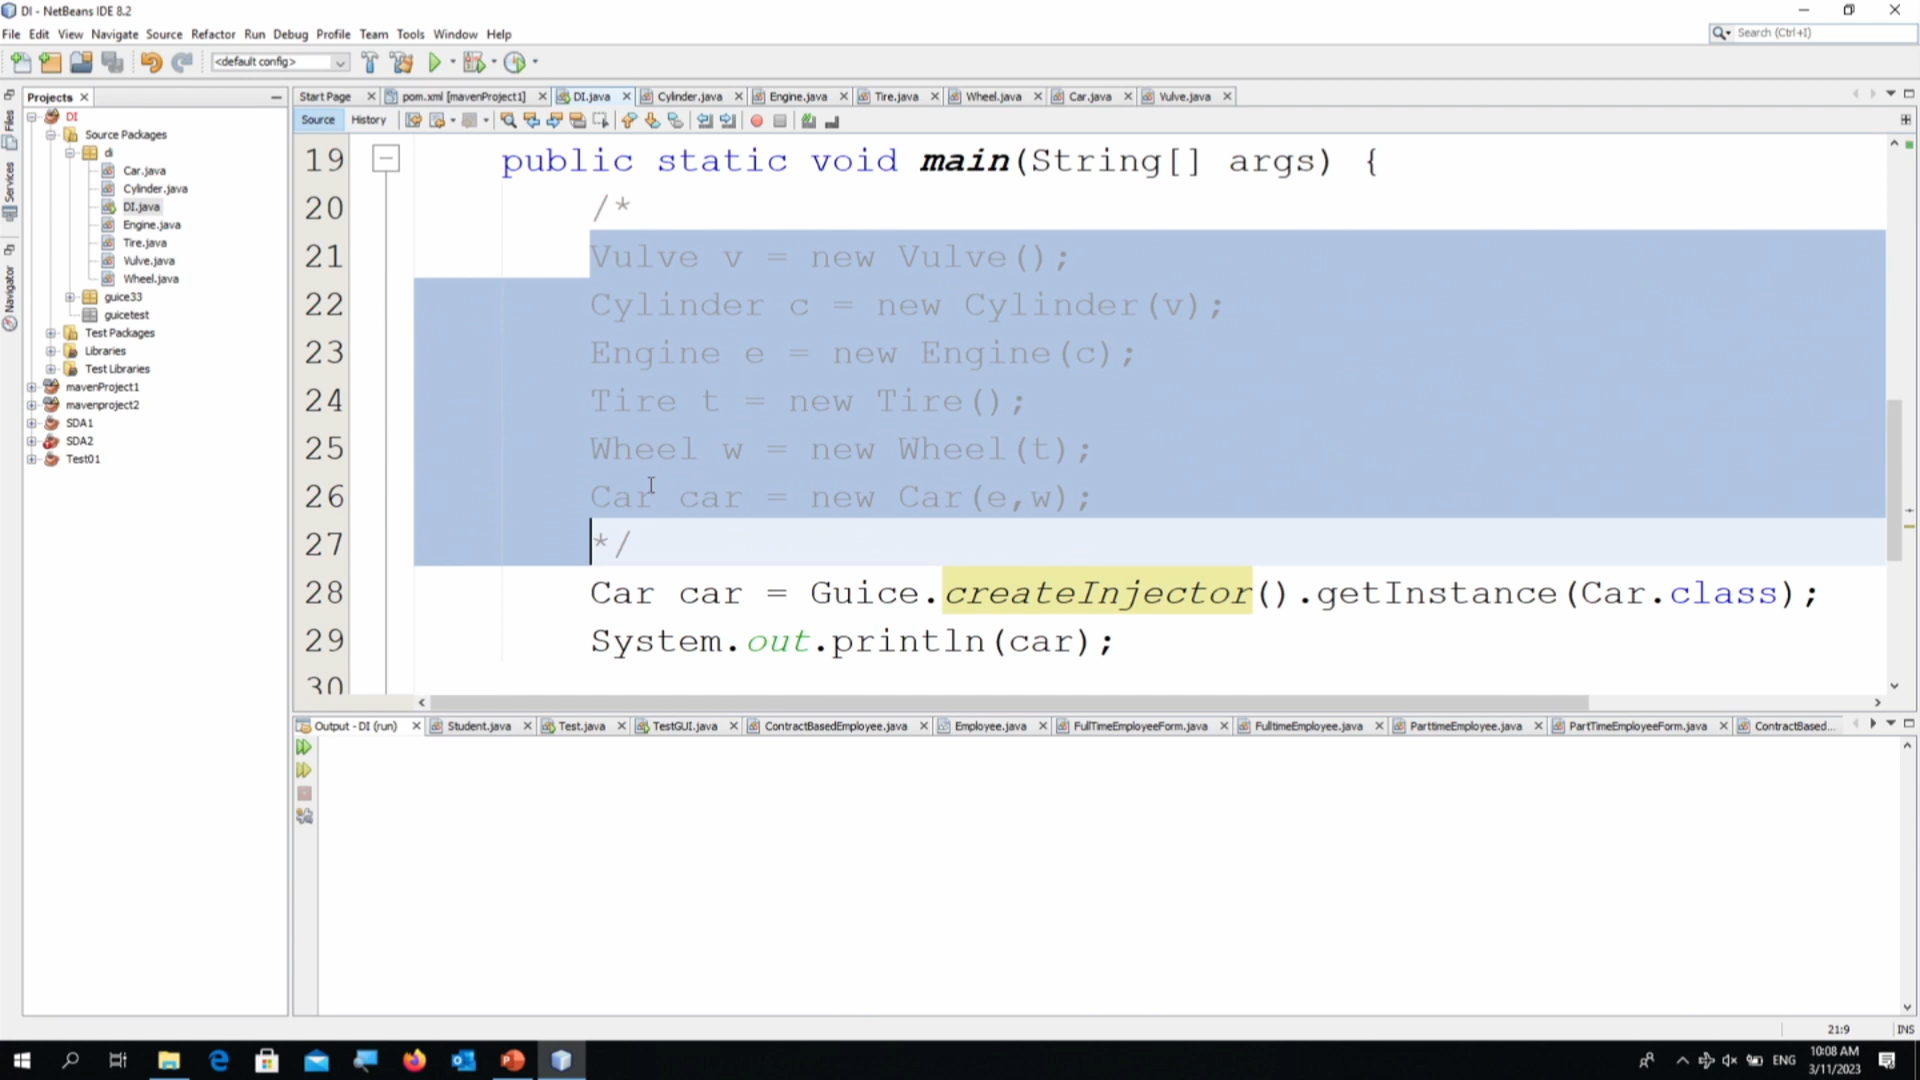 DI - NetBeans IDE 8.2
File Edit View Navigate Source Refactor Run Debug Profile Team Tools Window Help
Search (Ctrl+I)
<default config>
Projects
Start Page
pom.xml [mavenProject1]
DI.java
Cylinder.java
Engine.java
Tire.java
Wheel.java
Car.java
Vulve.java
Source History
Files
Services
Navigator
DI
Source Packages
di
Car.java
Cylinder.java
DI.java
Engine.java
Tire.java
Vulve.java
Wheel.java
guice33
guicetest
Test Packages
Libraries
Test Libraries
mavenProject1
mavenproject2
SDA1
SDA2
Test01
19 public static void main(String[] args) {
20 /*
21 Vulve v = new Vulve();
22 Cylinder c = new Cylinder(v);
23 Engine e = new Engine(c);
24 Tire t = new Tire();
25 Wheel w = new Wheel(t);
26 Car car = new Car(e,w);
27 */
28 Car car = Guice.createInjector().getInstance(Car.class);
29 System.out.println(car);
30
Output - DI (run)
Student.java
Test.java
TestGUI.java
ContractBasedEmployee.java
Employee.java
FullTimeEmployeeForm.java
FulltimeEmployee.java
ParttimeEmployee.java
PartTimeEmployeeForm.java
ContractBased...
21:9 INS
ENG
10:08 AM
3/11/2023